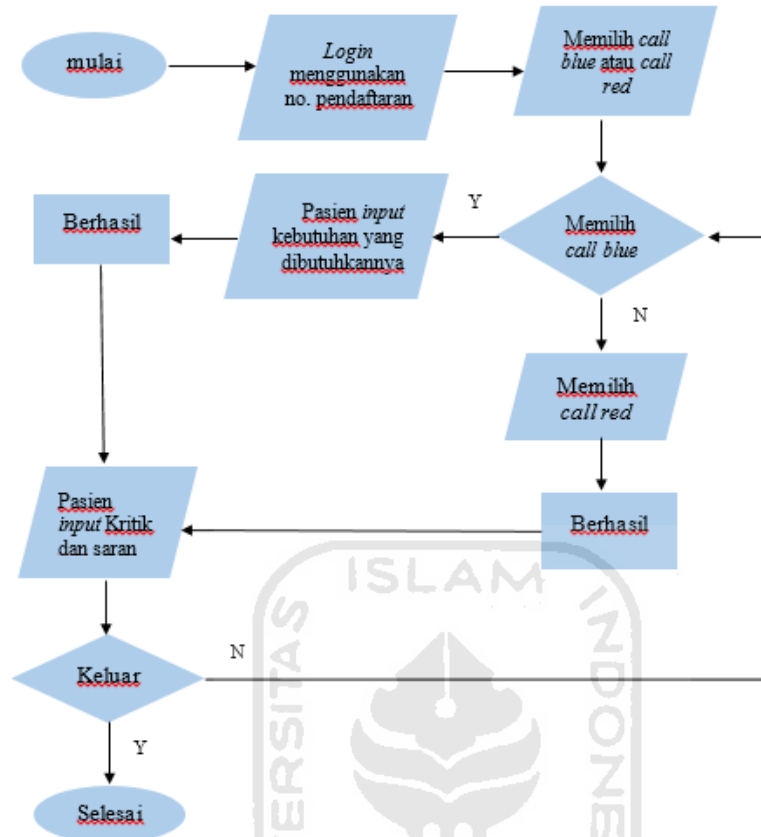 mulai
Login
menggunakan
no. pendaftaran
Memilih call
blue atau call
red
Berhasil
Pasien input
kebutuhan yang
dibutuhkannya
Y
Memilih
call blue
N
Memilih
call red
Pasien
input Kritik
dan saran
Berhasil
ISLAM
Keluar
N
Y
Selesai